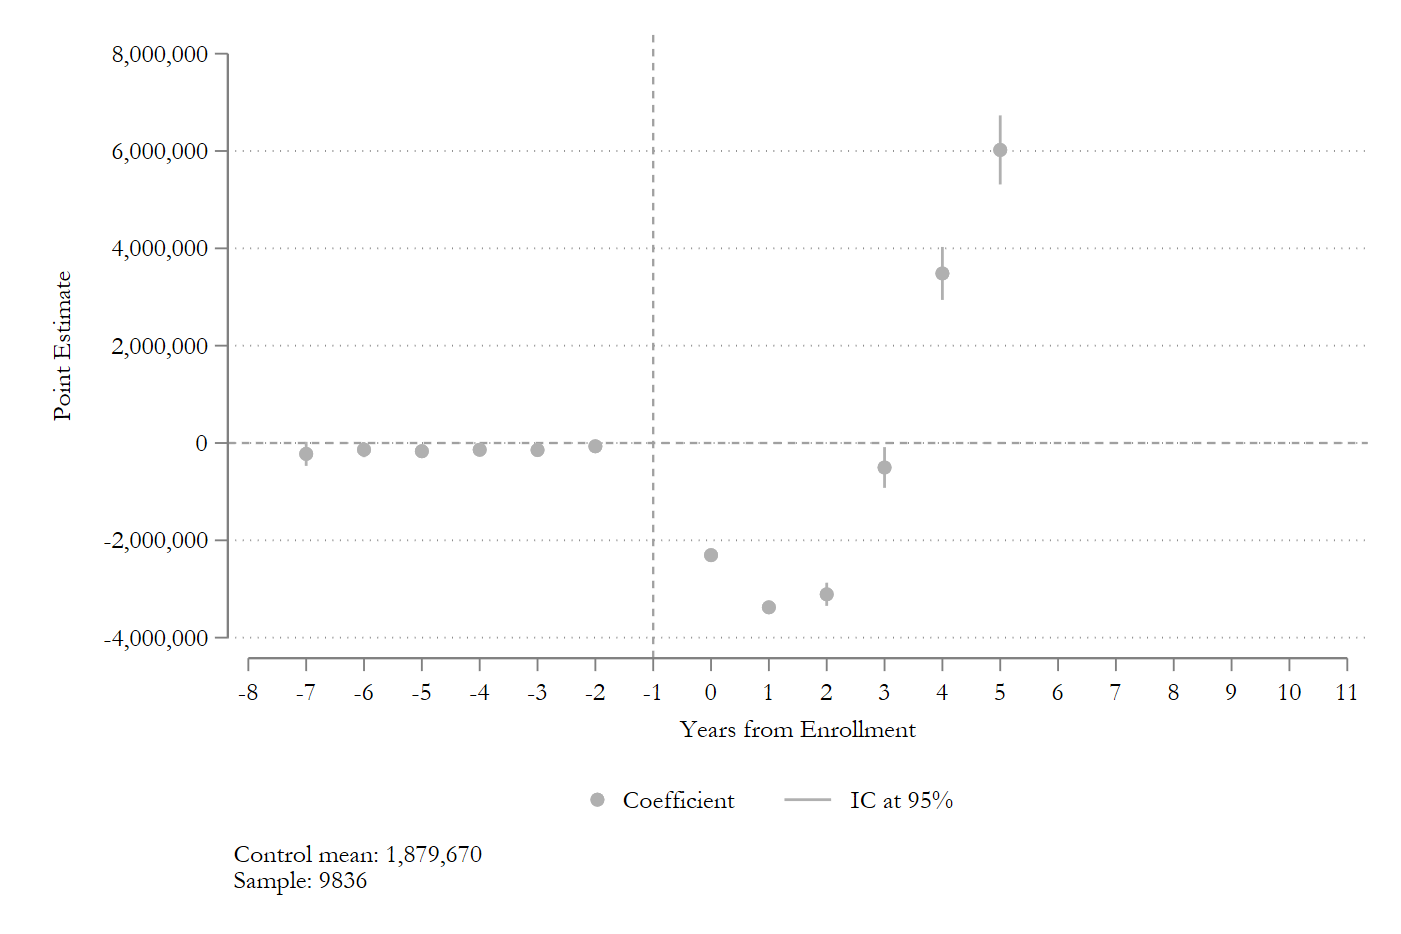 8,000,000
6,000,000
4,000,000
2,000,000
0
-2,000,000
-4,000,000
Point Estimate
-8 -7 -6 -5 -4 -3 -2 -1 0 1 2 3 4 5 6 7 8 9 10 11
Years from Enrollment
Coefficient IC at 95%
Control mean: 1,879,670
Sample: 9836